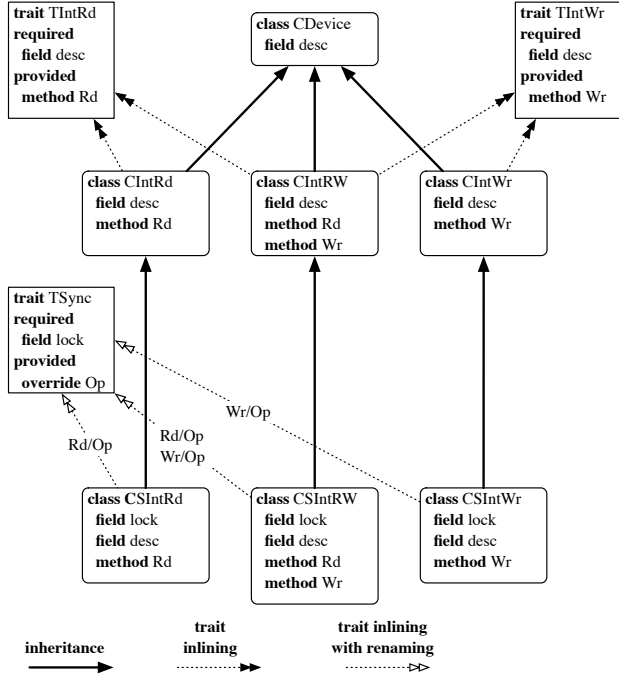 trait TIntRd
required
field desc
provided
method Rd
class CDevice
field desc
trait TIntWr
required
field desc
provided
method Wr
class CIntRd
field desc
method Rd
class CIntRW
field desc
method Rd
method Wr
class CIntWr
field desc
method Wr
trait TSync
required
field lock
provided
override Op
Rd/Op
Rd/Op
Wr/Op
Wr/Op
class CSIntRd
field lock
field desc
method Rd
class CSIntRW
field lock
field desc
method Rd
method Wr
class CSIntWr
field lock
field desc
method Wr
inheritance
trait
inlining
trait inlining
with renaming